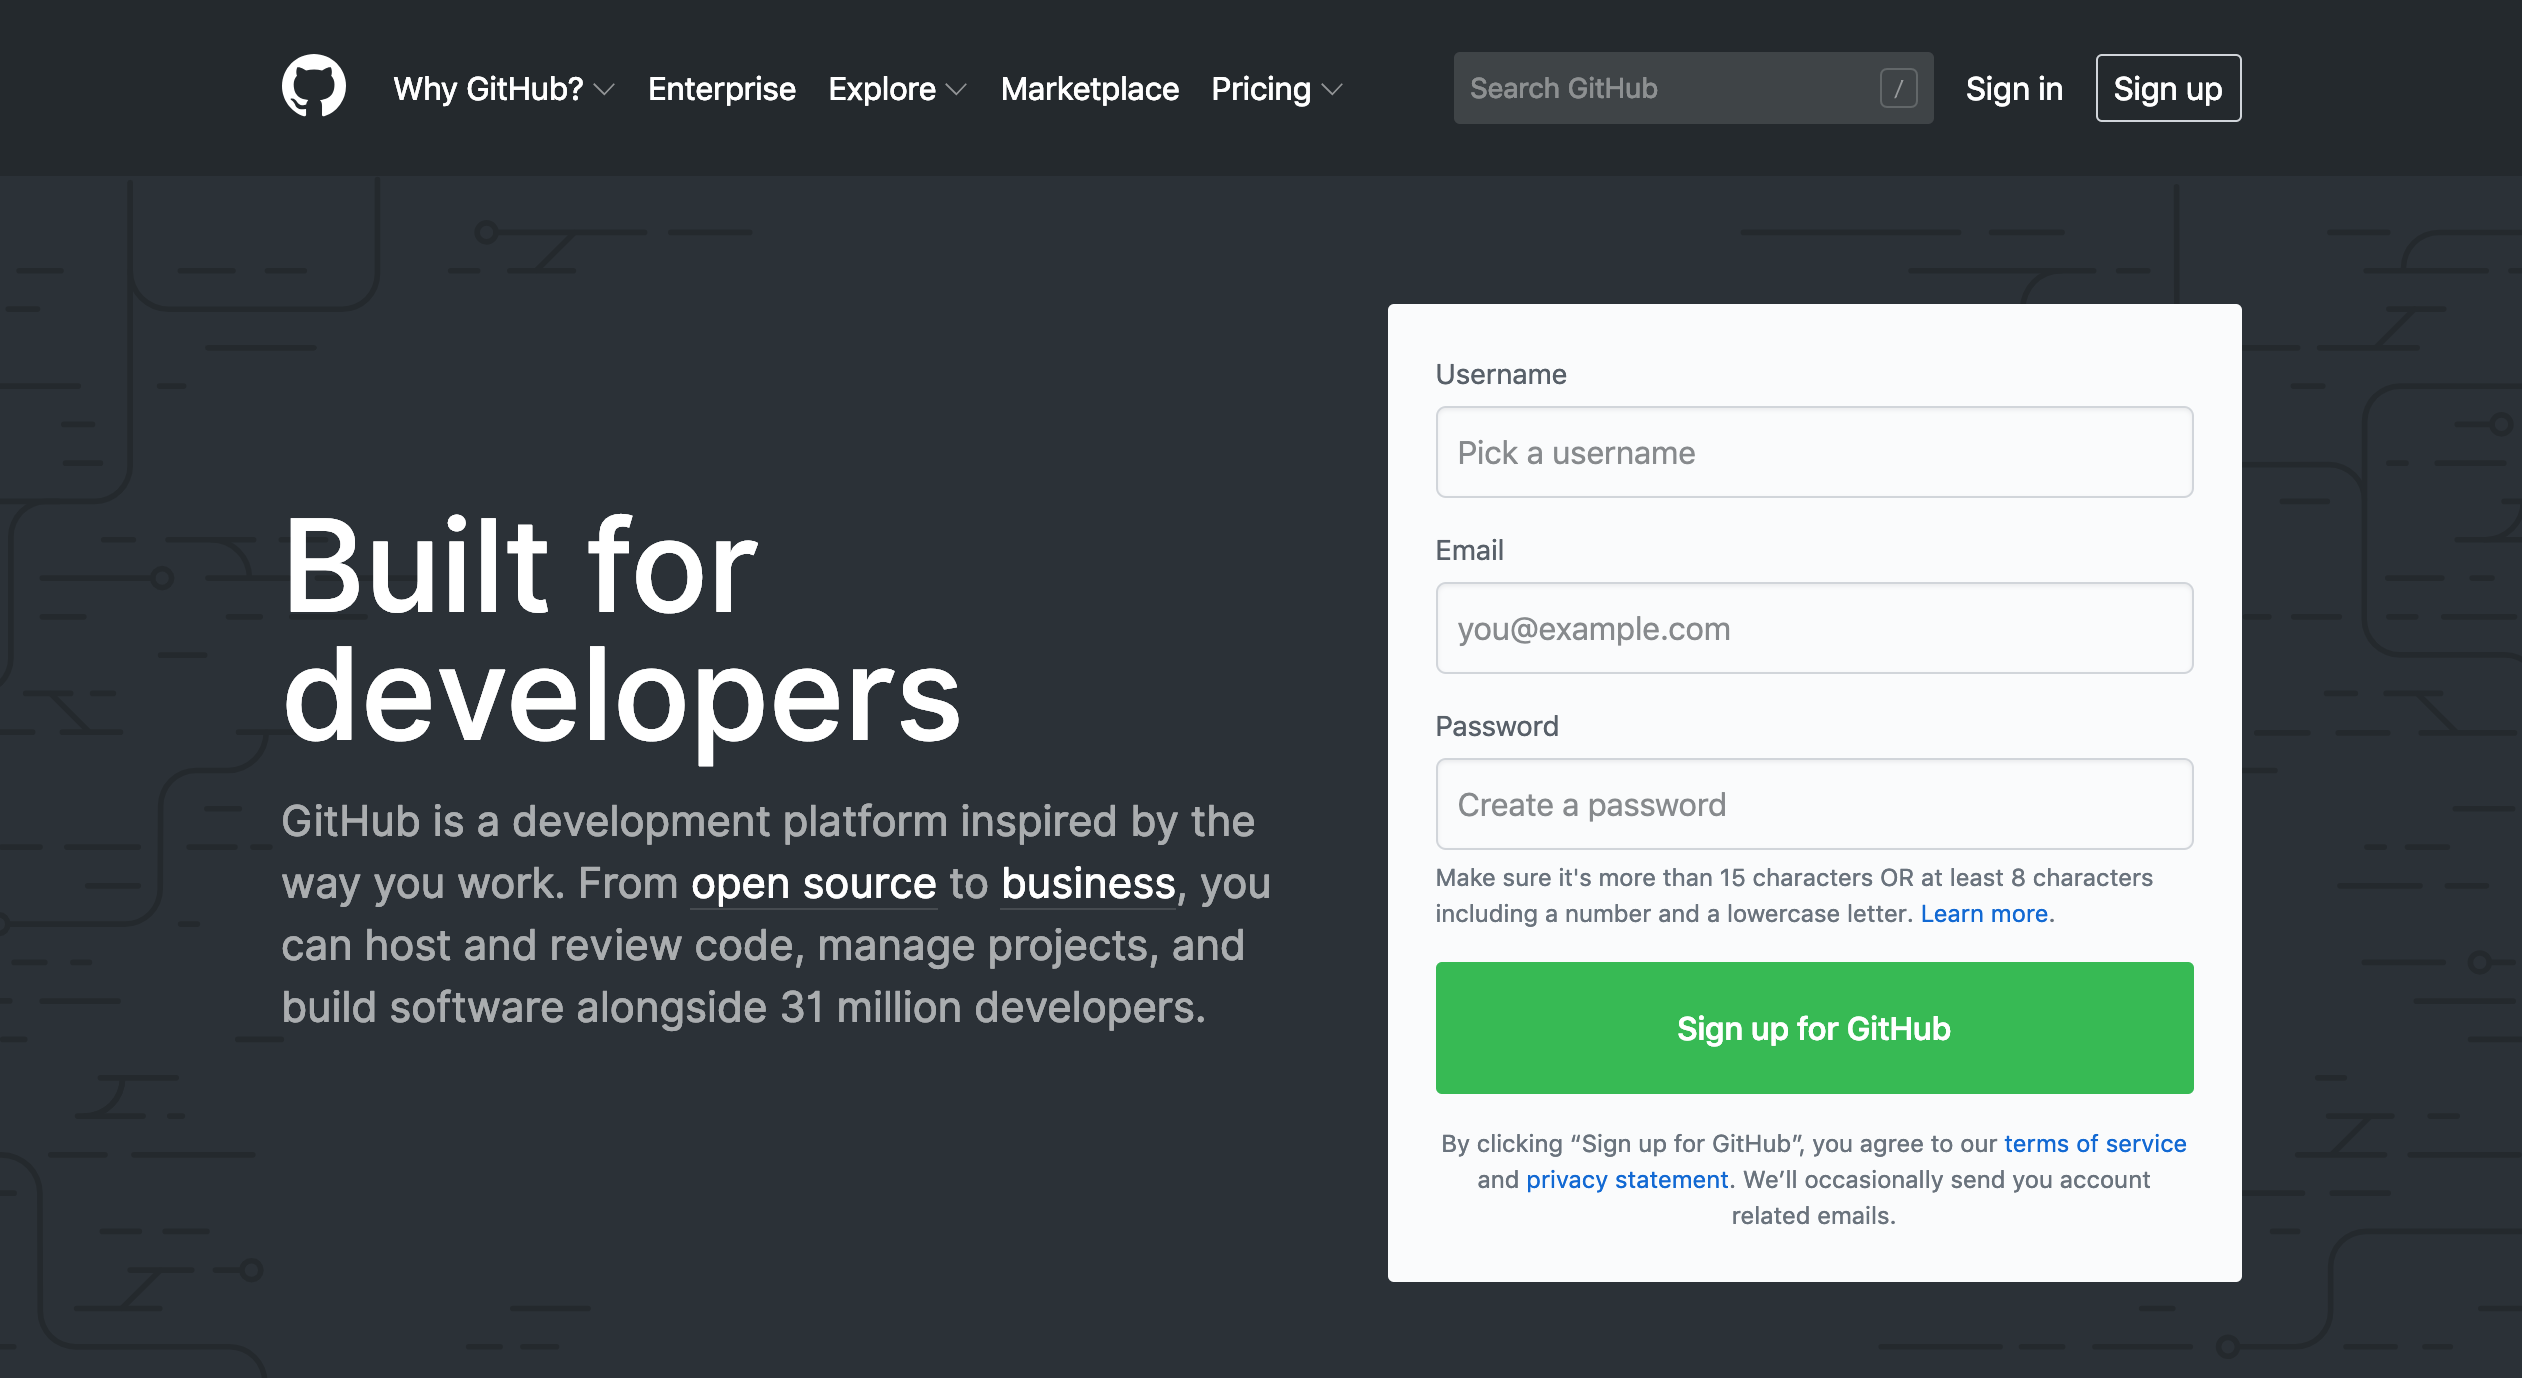 Why GitHub? Enterprise Explore Marketplace Pricing Search GitHub / Sign in Sign up
Built for
developers
GitHub is a development platform inspired by the
way you work. From open source to business, you
can host and review code, manage projects, and
build software alongside 31 million developers.
Username
Pick a username
Email
you@example.com
Password
Create a password
Make sure it's more than 15 characters OR at least 8 characters
including a number and a lowercase letter. Learn more.
Sign up for GitHub
By clicking “Sign up for GitHub”, you agree to our terms of service
and privacy statement. We’ll occasionally send you account
related emails.